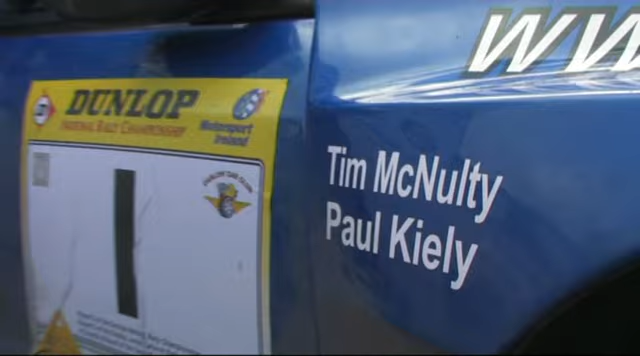 DUNLOP
NATIONAL RALLY CHAMPIONSHIP
Motorsport
Ireland
1
Tim McNulty
Paul Kiely
ww